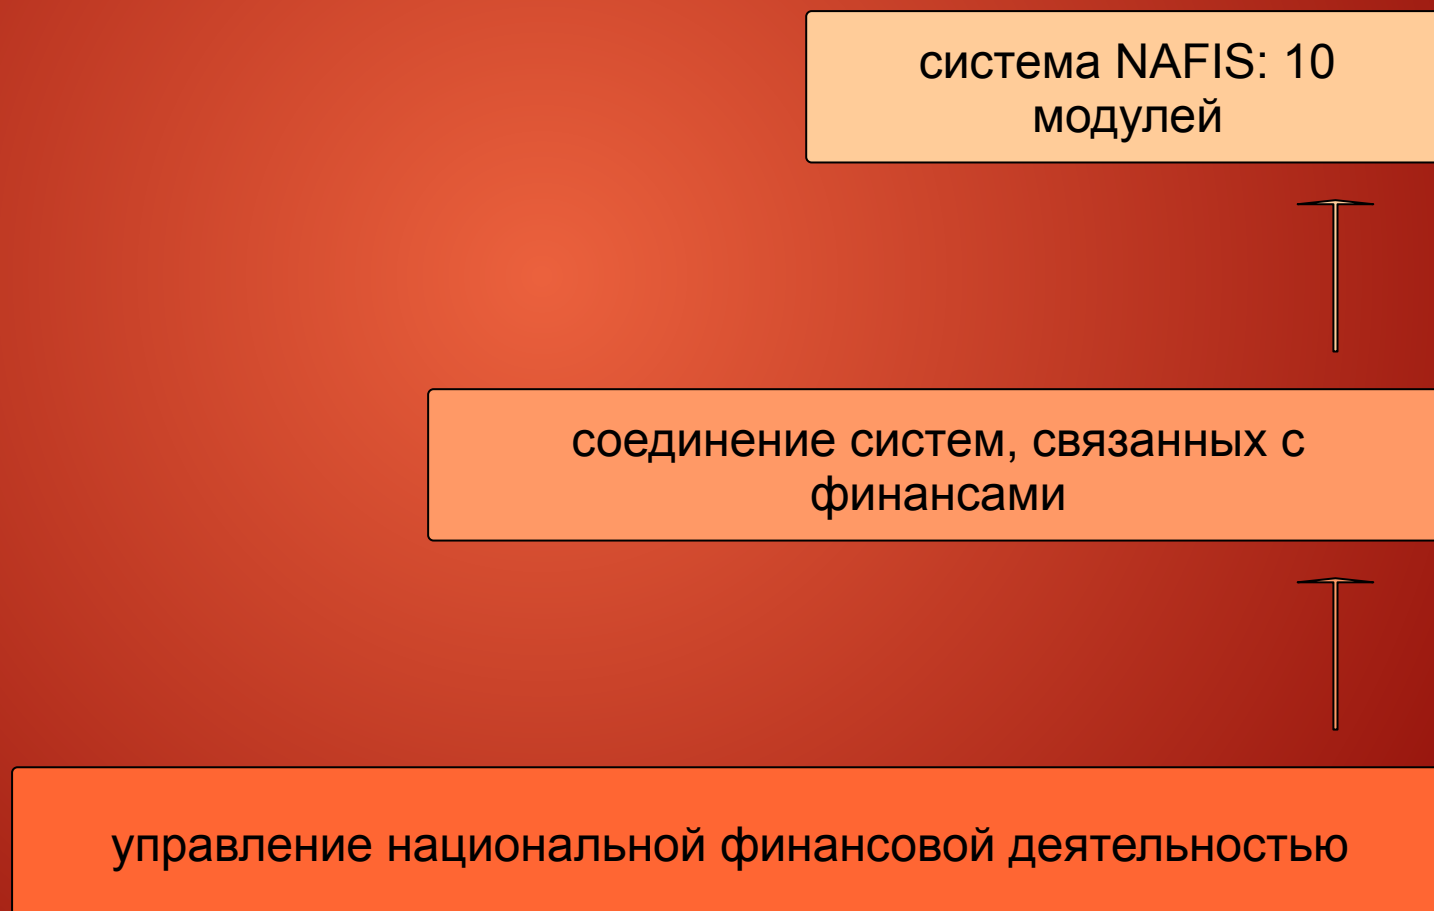 система NAFIS: 10
модулей
соединение систем, связанных с
финансами
управление национальной финансовой деятельностью